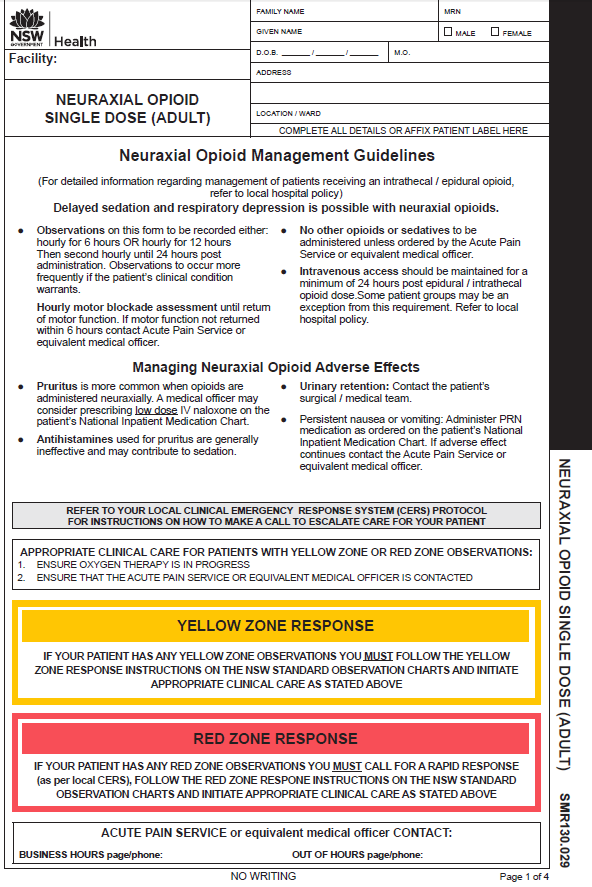 FAMILY NAME
MRN
GIVEN NAME
☐ MALE ☐ FEMALE
D.O.B. _______ / _______ / _______
M.O.
ADDRESS
LOCATION / WARD
COMPLETE ALL DETAILS OR AFFIX PATIENT LABEL HERE
NSW
GOVERNMENT
Health
Facility:
NEURAXIAL OPIOID
SINGLE DOSE (ADULT)
Neuraxial Opioid Management Guidelines
(For detailed information regarding management of patients receiving an intrathecal / epidural opioid,
refer to local hospital policy)
Delayed sedation and respiratory depression is possible with neuraxial opioids.
● Observations on this form to be recorded either:
hourly for 6 hours OR hourly for 12 hours
Then second hourly until 24 hours post
administration. Observations to occur more
frequently if the patient's clinical condition
warrants.
Hourly motor blockade assessment until return
of motor function. If motor function not returned
within 6 hours contact Acute Pain Service or
equivalent medical officer.
● No other opioids or sedatives to be
administered unless ordered by the Acute Pain
Service or equivalent medical officer.
● Intravenous access should be maintained for a
minimum of 24 hours post epidural / intrathecal
opioid dose.Some patient groups may be an
exception from this requirement. Refer to local
hospital policy.
Managing Neuraxial Opioid Adverse Effects
● Pruritus is more common when opioids are
administered neuraxially. A medical officer may
consider prescribing low dose IV naloxone on the
patient's National Inpatient Medication Chart.
● Antihistamines used for pruritus are generally
ineffective and may contribute to sedation.
● Urinary retention: Contact the patient's
surgical / medical team.
● Persistent nausea or vomiting: Administer PRN
medication as ordered on the patient's National
Inpatient Medication Chart. If adverse effect
continues contact the Acute Pain Service or
equivalent medical officer.
REFER TO YOUR LOCAL CLINICAL EMERGENCY RESPONSE SYSTEM (CERS) PROTOCOL
FOR INSTRUCTIONS ON HOW TO MAKE A CALL TO ESCALATE CARE FOR YOUR PATIENT
APPROPRIATE CLINICAL CARE FOR PATIENTS WITH YELLOW ZONE OR RED ZONE OBSERVATIONS:
1. ENSURE OXYGEN THERAPY IS IN PROGRESS
2. ENSURE THAT THE ACUTE PAIN SERVICE OR EQUIVALENT MEDICAL OFFICER IS CONTACTED
YELLOW ZONE RESPONSE
IF YOUR PATIENT HAS ANY YELLOW ZONE OBSERVATIONS YOU MUST FOLLOW THE YELLOW
ZONE RESPONSE INSTRUCTIONS ON THE NSW STANDARD OBSERVATION CHARTS AND INITIATE
APPROPRIATE CLINICAL CARE AS STATED ABOVE
RED ZONE RESPONSE
IF YOUR PATIENT HAS ANY RED ZONE OBSERVATIONS YOU MUST CALL FOR A RAPID RESPONSE
(as per local CERS), FOLLOW THE RED ZONE RESPONE INSTRUCTIONS ON THE NSW STANDARD
OBSERVATION CHARTS AND INITIATE APPROPRIATE CLINICAL CARE AS STATED ABOVE
ACUTE PAIN SERVICE or equivalent medical officer CONTACT:
BUSINESS HOURS page/phone: OUT OF HOURS page/phone:
NO WRITING
Page 1 of 4
NEURAXIAL OPIOID SINGLE DOSE (ADULT) SMR130.029